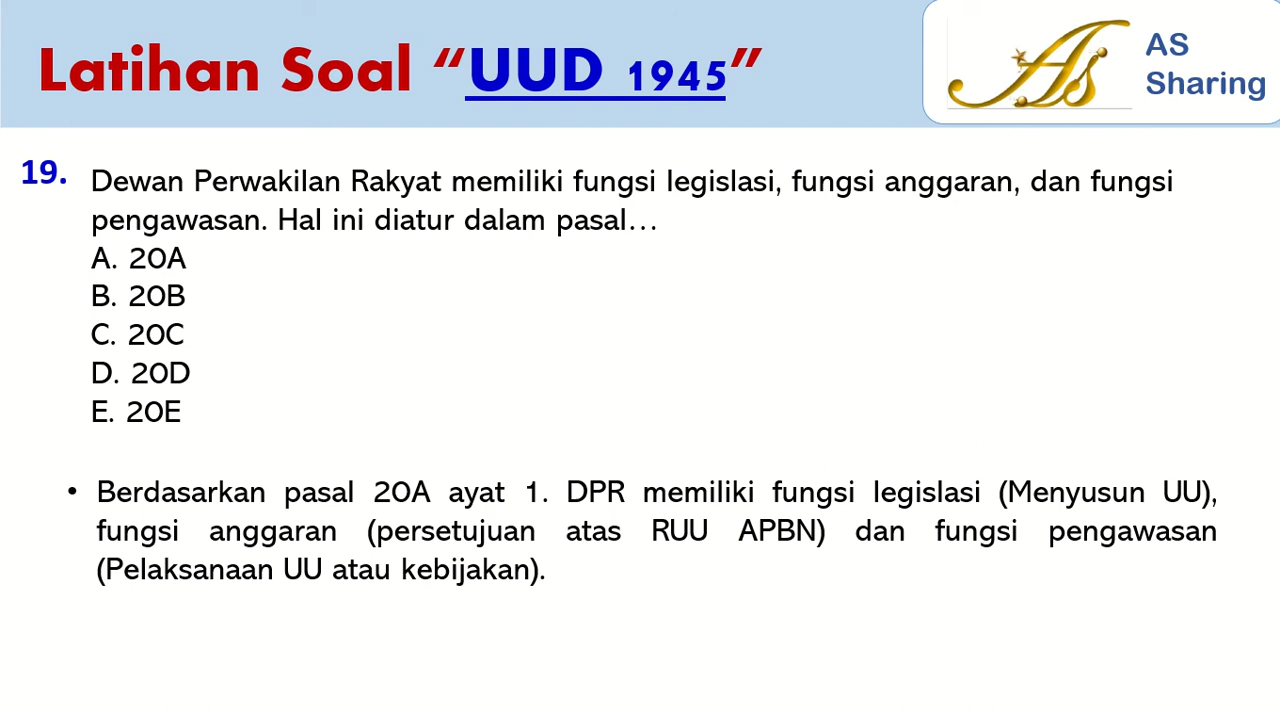 Latihan Soal “UUD 1945”
As
AS
Sharing
19.
Dewan Perwakilan Rakyat memiliki fungsi legislasi, fungsi anggaran, dan fungsi
pengawasan. Hal ini diatur dalam pasal…
A. 20A
B. 20B
C. 20C
D. 20D
E. 20E
• Berdasarkan pasal 20A ayat 1. DPR memiliki fungsi legislasi (Menyusun UU),
fungsi anggaran (persetujuan atas RUU APBN) dan fungsi pengawasan
(Pelaksanaan UU atau kebijakan).